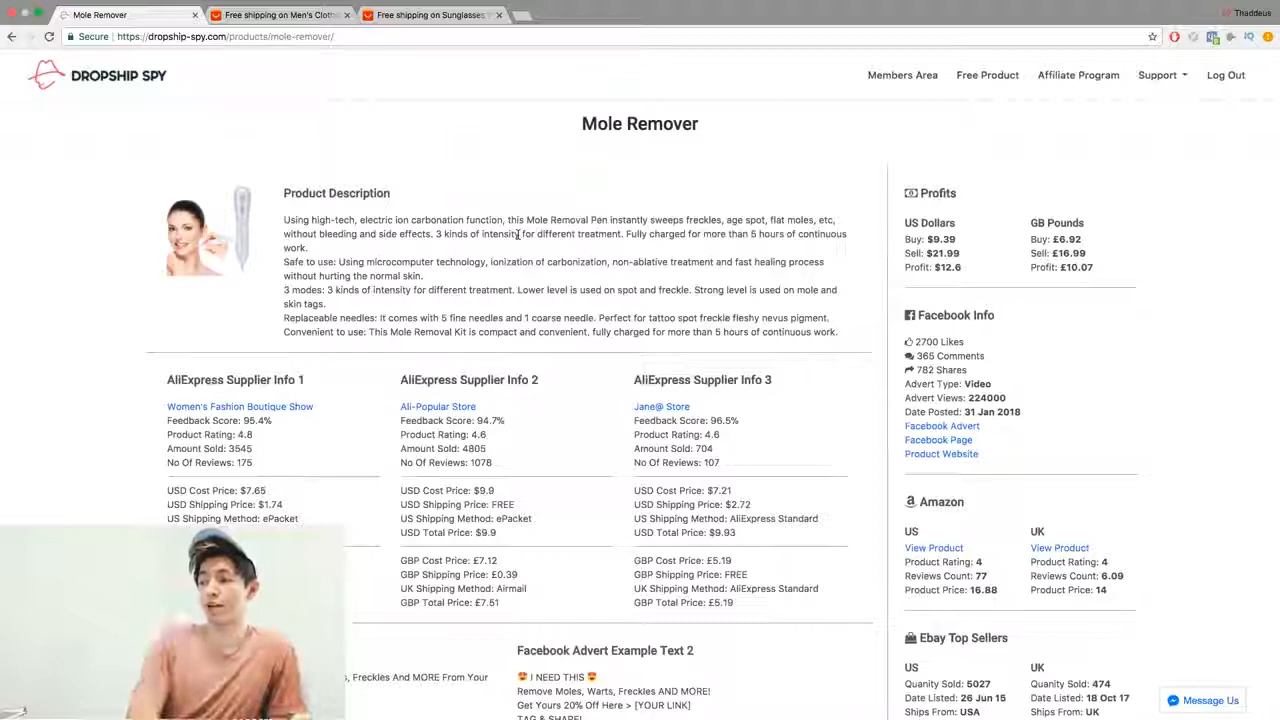 Mole Remover
Free shipping on Men's Clothi
Free shipping on Sunglasses
Thaddeus
Secure
https://dropship-spy.com/products/mole-remover/
DROPSHIP SPY
Members Area
Free Product
Affiliate Program
Support
Log Out
Mole Remover
Product Description
Using high-tech, electric ion carbonation function, this Mole Removal Pen instantly sweeps freckles, age spot, flat moles, etc,
without bleeding and side effects. 3 kinds of intensity for different treatment. Fully charged for more than 5 hours of continuous
work.
Safe to use: Using microcomputer technology, ionization of carbonization, non-ablative treatment and fast healing process
without hurting the normal skin.
3 modes: 3 kinds of intensity for different treatment. Lower level is used on spot and freckle. Strong level is used on mole and
skin tags.
Replaceable needles: It comes with 5 fine needles and 1 coarse needle. Perfect for tattoo spot freckle fleshy nevus pigment,
Convenient to use: This Mole Removal Kit is compact and convenient, fully charged for more than 5 hours of continuous work.
AliExpress Supplier Info 1
Women's Fashion Boutique Show
Feedback Score: 95.4%
Product Rating: 4.8
Amount Sold: 3545
No Of Reviews: 175
USD Cost Price: $7.65
USD Shipping Price: $1.74
US Shipping Method: ePacket
AliExpress Supplier Info 2
Ali-Popular Store
Feedback Score: 94.7%
Product Rating: 4.6
Amount Sold: 4805
No Of Reviews: 1078
USD Cost Price: $9.9
USD Shipping Price: FREE
US Shipping Method: ePacket
USD Total Price: $9.9
GBP Cost Price: £7.12
GBP Shipping Price: £0.39
UK Shipping Method: Airmail
GBP Total Price: £7.51
AliExpress Supplier Info 3
Jane@ Store
Feedback Score: 96.5%
Product Rating: 4.6
Amount Sold: 704
No Of Reviews: 107
USD Cost Price: $7.21
USD Shipping Price: $2.72
US Shipping Method: AliExpress Standard
USD Total Price: $9.93
GBP Cost Price: £5.19
GBP Shipping Price: FREE
UK Shipping Method: AliExpress Standard
GBP Total Price: £5.19
, Freckles And MORE From Your
Facebook Advert Example Text 2
😍 I NEED THIS 😍
Remove Moles, Warts, Freckles AND MORE!
Get Yours 20% Off Here > [YOUR LINK]
TAG & SHARE!
Profits
US Dollars
Buy: $9.39
Sell: $21.99
Profit: $12.6
GB Pounds
Buy: £6.92
Sell: £16.99
Profit: £10.07
Facebook Info
2700 Likes
365 Comments
782 Shares
Advert Type: Video
Advert Views: 224000
Date Posted: 31 Jan 2018
Facebook Advert
Facebook Page
Product Website
Amazon
US
View Product
Product Rating: 4
Reviews Count: 77
Product Price: 16.88
UK
View Product
Product Rating: 4
Reviews Count: 6.09
Product Price: 14
Ebay Top Sellers
US
Quanity Sold: 5027
Date Listed: 26 Jun 15
Ships From: USA
UK
Quanity Sold: 474
Date Listed: 18 Oct 17
Ships From: UK
Message Us